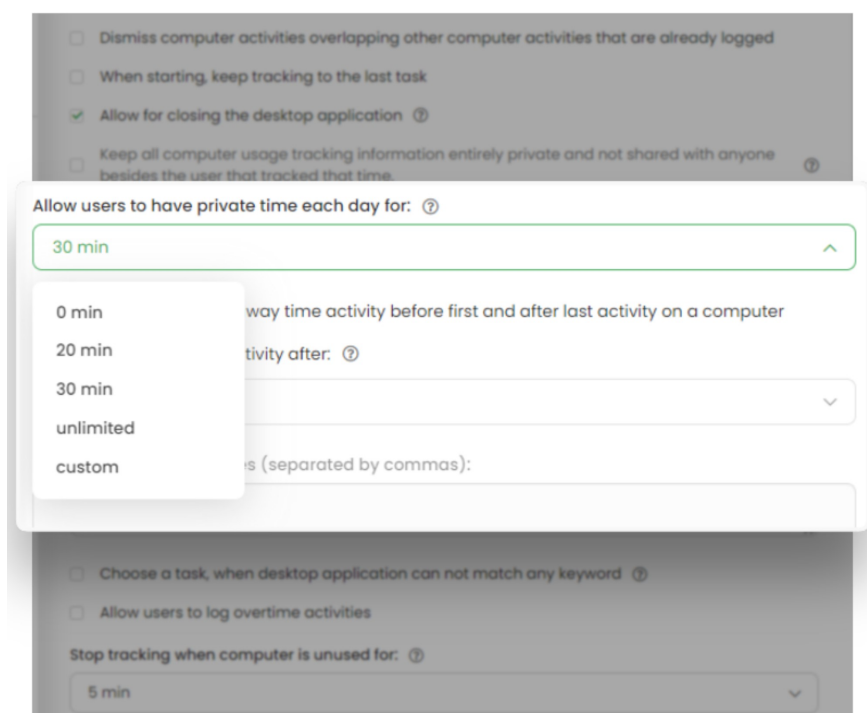 Dismiss computer activities overlapping other computer activities that are already logged
When starting, keep tracking to the last task
Allow for closing the desktop application
Keep all computer usage tracking information entirely private and not shared with anyone
besides the user that tracked that time.
Allow users to have private time each day for:
30 min
0 min
way time activity before first and after last activity on a computer
20 min
tivity after:
30 min
unlimited
custom
s (separated by commas):
Choose a task, when desktop application can not match any keyword
Allow users to log overtime activities
Stop tracking when computer is unused for:
5 min